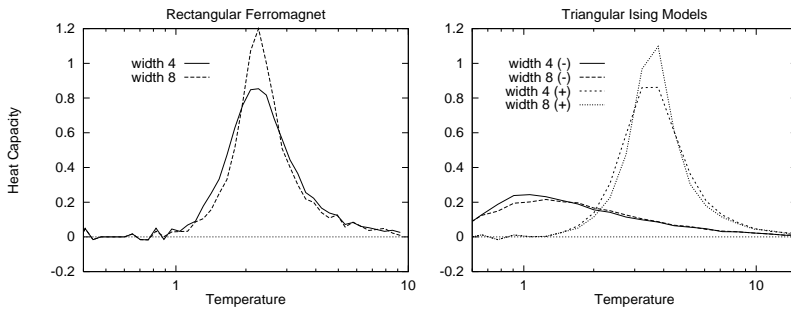 Rectangular Ferromagnet
Heat Capacity
1.2
1
0.8
0.6
0.4
0.2
0
-0.2
width 4
width 8
1
10
Temperature
Triangular Ising Models
1.2
1
0.8
0.6
0.4
0.2
0
-0.2
width 4 (-)
width 8 (-)
width 4 (+)
width 8 (+)
1
10
Temperature